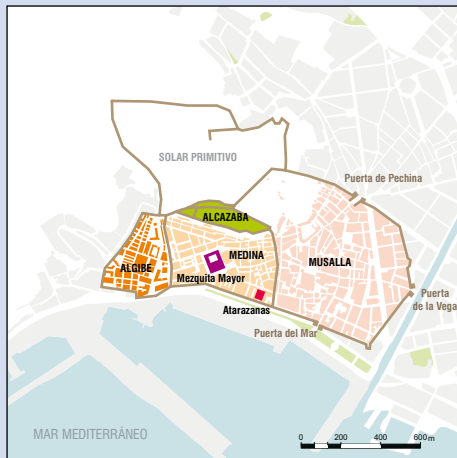 SOLAR PRIMITIVO
Puerta de Pechina
ALCAZABA
MEDINA
MUSALLA
ALGIBE
Mezquita Mayor
Puerta
de la Vega
Atarazanas
Puerta del Mar
MAR MEDITERRÁNEO
0 200 400 600 m